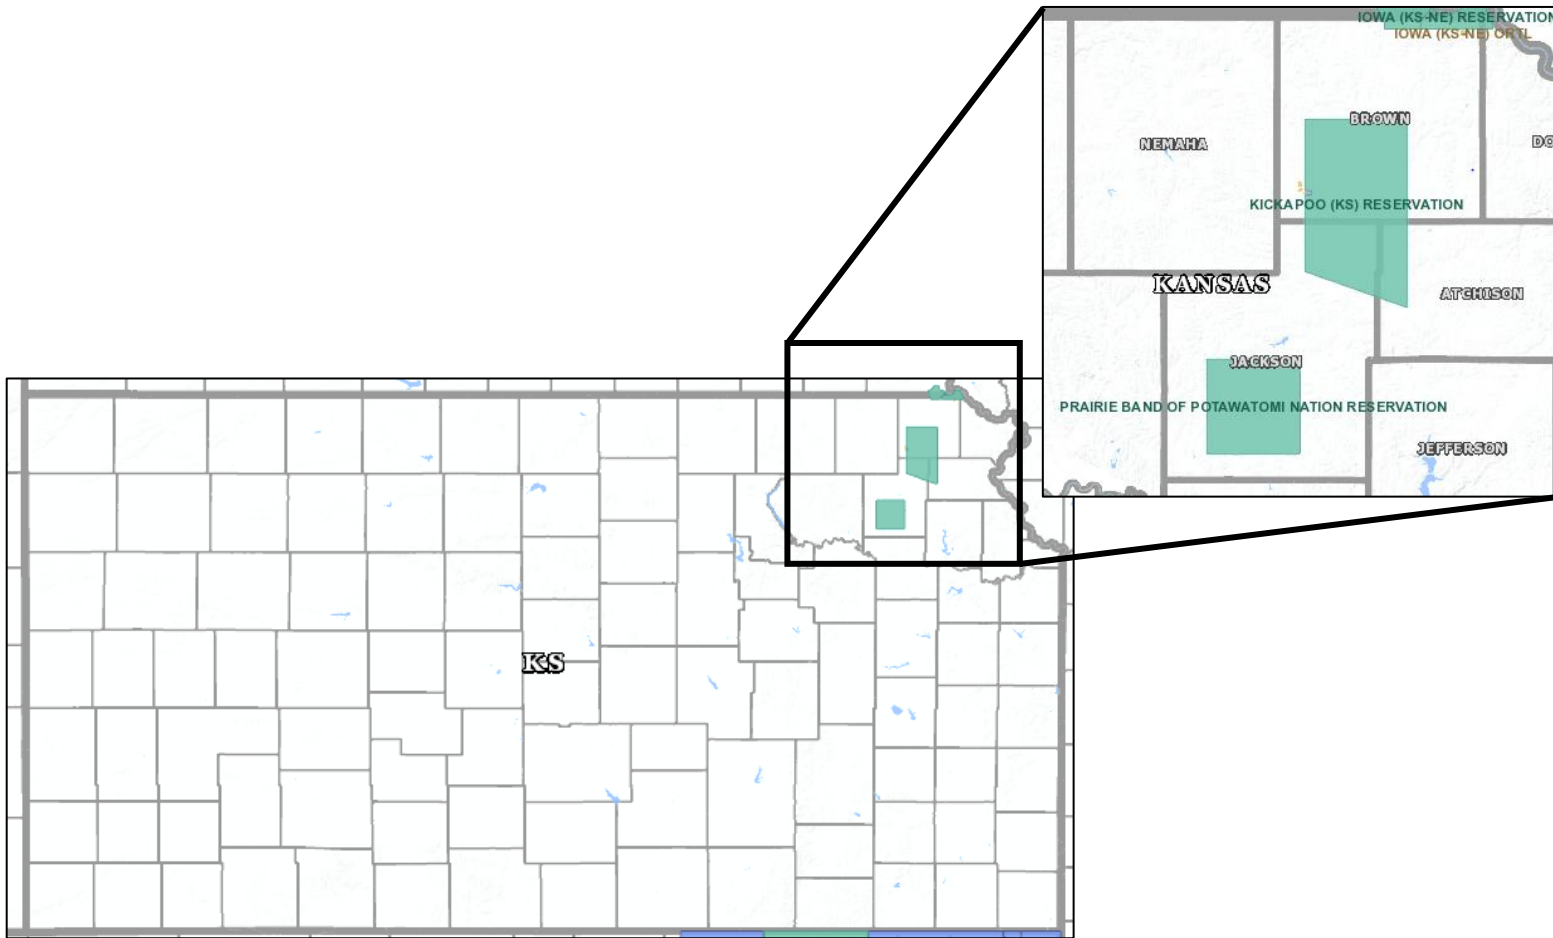 IOWA (KS-NE) RESERVATION
IOWA (KS-NE) ORTL
BROWN
NEMAHA
DO
KICKAPOO (KS) RESERVATION
KANSAS
ATCHISON
JACKSON
PRAIRIE BAND OF POTAWATOMI NATION RESERVATION
JEFFERSON
KS